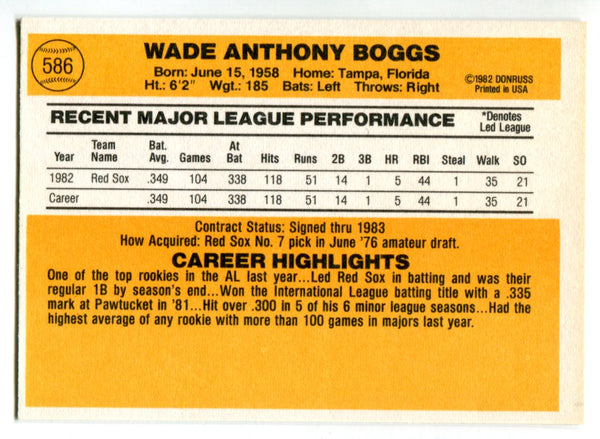 586
WADE ANTHONY BOGGS
Born: June 15, 1958 Home: Tampa, Florida
Ht.: 6'2" Wgt.: 185 Bats: Left Throws: Right
©1982 DONRUSS
Printed in USA
RECENT MAJOR LEAGUE PERFORMANCE
*Denotes
Led League
Year Team Name Bat. Avg. Games At Bat Hits Runs 2B 3B HR RBI Steal Walk SO
1982 Red Sox .349 104 338 118 51 14 1 5 44 1 35 21
Career .349 104 338 118 51 14 1 5 44 1 35 21
Contract Status: Signed thru 1983
How Acquired: Red Sox No. 7 pick in June '76 amateur draft.
CAREER HIGHLIGHTS
One of the top rookies in the AL last year...Led Red Sox in batting and was their
regular 1B by season's end...Won the International League batting title with a .335
mark at Pawtucket in '81...Hit over .300 in 5 of his 6 minor league seasons...Had the
highest average of any rookie with more than 100 games in majors last year.